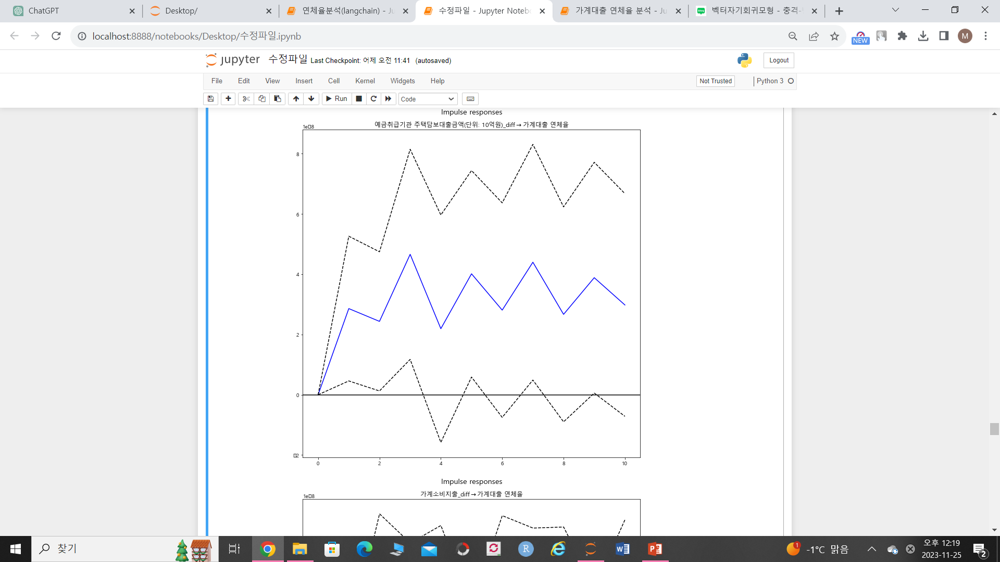 ChatGPT
Desktop/
연체율분석(langchain) - Ju
수정파일 - Jupyter Notebo
가계대출 연체율 분석 - Ju
벡터자기회귀모형 - 충격-
localhost:8888/notebooks/Desktop/수정파일.ipynb
NEW
M
jupyter 수정파일 Last Checkpoint: 어제 오전 11:41 (autosaved)
Logout
File Edit View Insert Cell Kernel Widgets Help
Not Trusted
Python 3
Run
Code
Impulse responses
예금취급기관 주택담보대출금액(단위: 10억원)_diff→가계대출 연체율
1e□8
8
6
4
2
0
□2
0 2 4 6 8 10
Impulse responses
가계소비지출_diff→가계대출 연체율
1e□8
찾기
R
W
P
1
-1°C 맑음
오후 12:19
2023-11-25
2